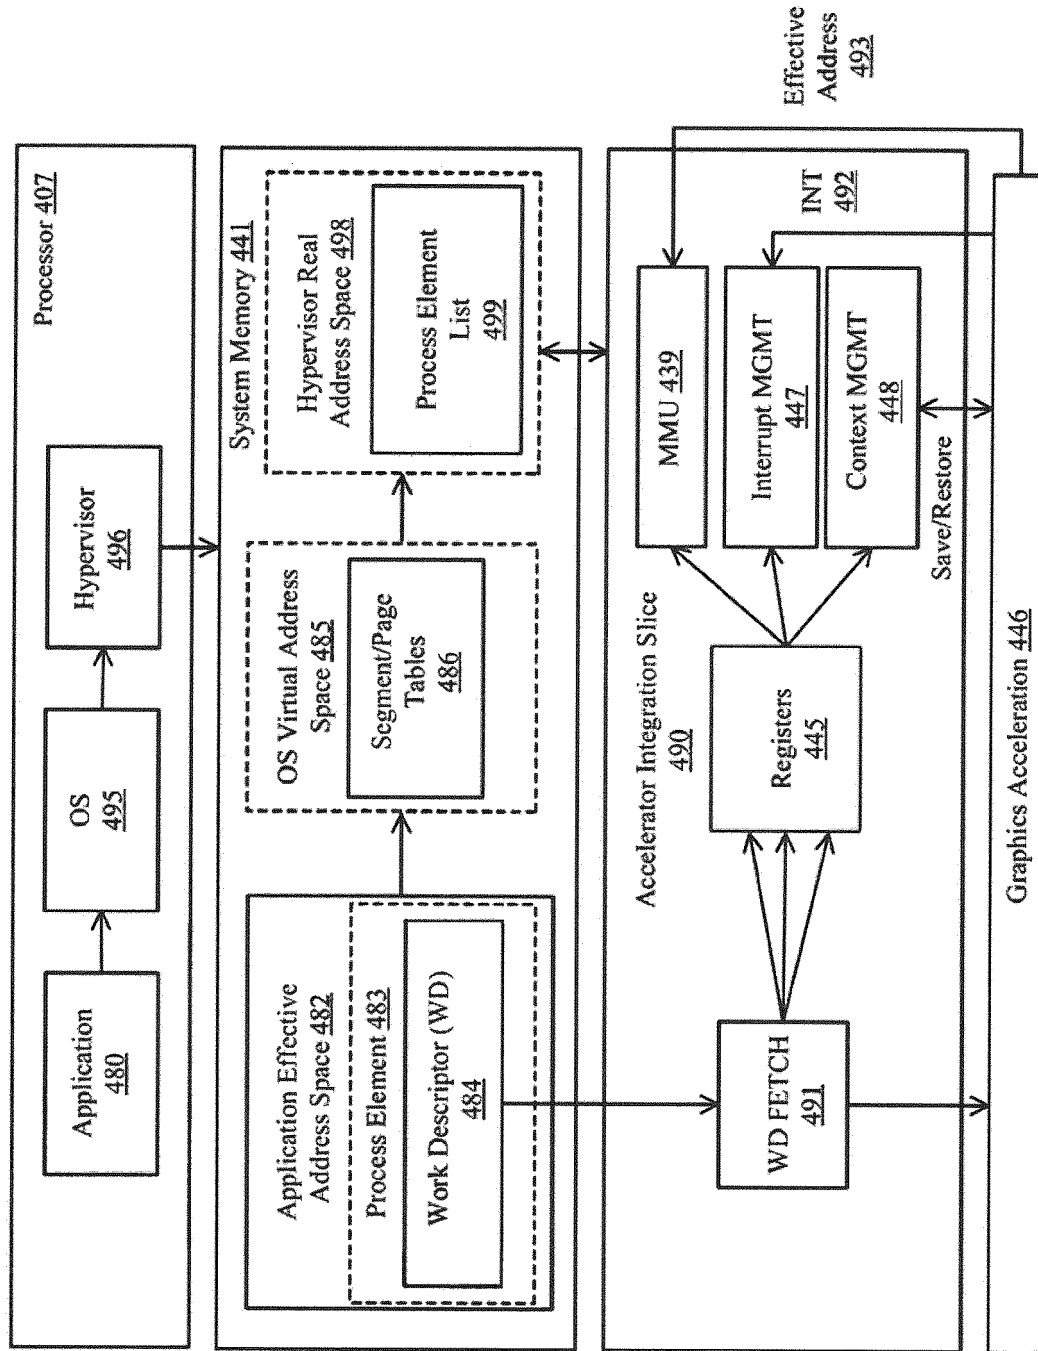 Processor 407
Application
480
OS
495
Hypervisor
496
System Memory 441
Application Effective
Address Space 482
Process Element 483
Work Descriptor (WD)
484
OS Virtual Address
Space 485
Segment/Page
Tables
486
Hypervisor Real
Address Space 498
Process Element
List
499
Accelerator Integration Slice
490
WD FETCH
491
Registers
445
MMU 439
Interrupt MGMT
447
Context MGMT
448
Save/Restore
INT
492
Effective
Address
493
Graphics Acceleration 446